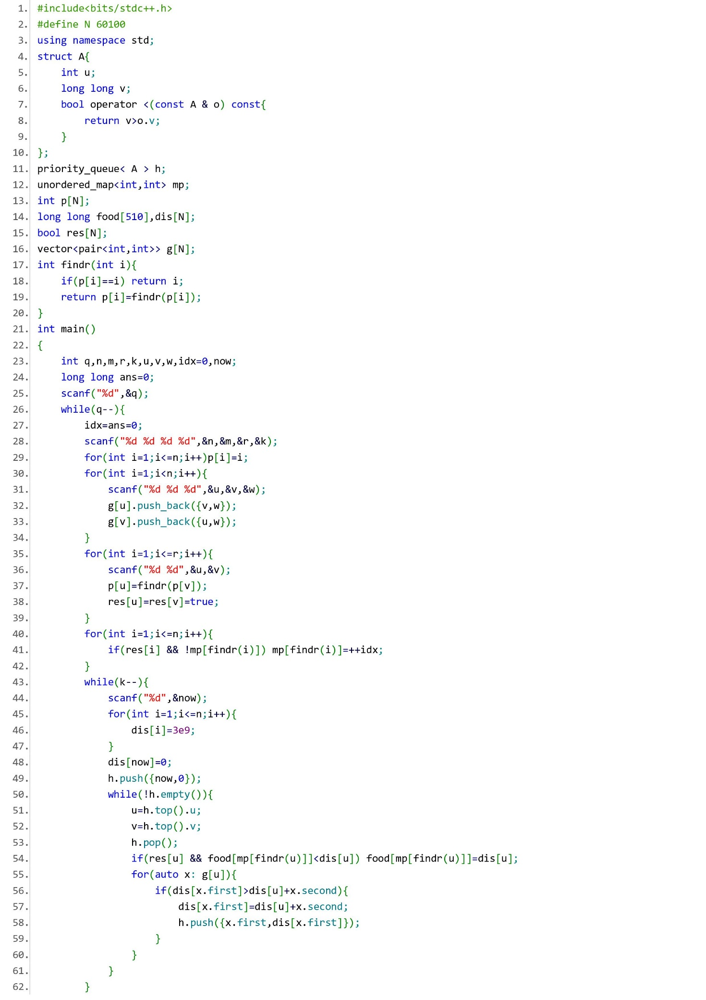 1. #include<bits/stdc++.h>
2. #define N 60100
3. using namespace std;
4. struct A{
5.     int u;
6.     long long v;
7.     bool operator <(const A & o) const{
8.         return v>o.v;
9.     }
10. };
11. priority_queue< A > h;
12. unordered_map<int,int> mp;
13. int p[N];
14. long long food[510],dis[N];
15. bool res[N];
16. vector<pair<int,int>> g[N];
17. int findr(int i){
18.     if(p[i]==i) return i;
19.     return p[i]=findr(p[i]);
20. }
21. int main()
22. {
23.     int q,n,m,r,k,u,v,w,idx=0,now;
24.     long long ans=0;
25.     scanf("%d",&q);
26.     while(q--){
27.         idx=ans=0;
28.         scanf("%d %d %d %d",&n,&m,&r,&k);
29.         for(int i=1;i<=n;i++)p[i]=i;
30.         for(int i=1;i<n;i++){
31.             scanf("%d %d %d",&u,&v,&w);
32.             g[u].push_back({v,w});
33.             g[v].push_back({u,w});
34.         }
35.         for(int i=1;i<=r;i++){
36.             scanf("%d %d",&u,&v);
37.             p[u]=findr(p[v]);
38.             res[u]=res[v]=true;
39.         }
40.         for(int i=1;i<=n;i++){
41.             if(res[i] && !mp[findr(i)]) mp[findr(i)]=++idx;
42.         }
43.         while(k--){
44.             scanf("%d",&now);
45.             for(int i=1;i<=n;i++){
46.                 dis[i]=3e9;
47.             }
48.             dis[now]=0;
49.             h.push({now,0});
50.             while(!h.empty()){
51.                 u=h.top().u;
52.                 v=h.top().v;
53.                 h.pop();
54.                 if(res[u] && food[mp[findr(u)]]<dis[u]) food[mp[findr(u)]]=dis[u];
55.                 for(auto x: g[u]){
56.                     if(dis[x.first]>dis[u]+x.second){
57.                         dis[x.first]=dis[u]+x.second;
58.                         h.push({x.first,dis[x.first]});
59.                     }
60.                 }
61.             }
62.         }